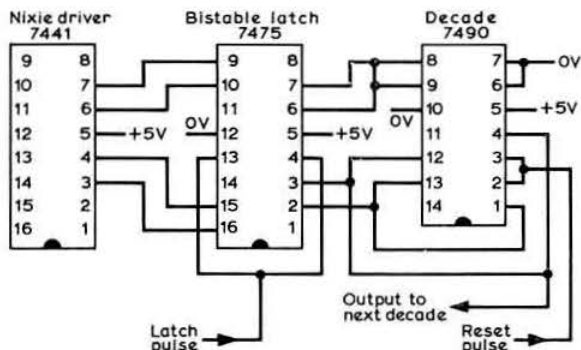 Nixie driver
7441
Bistable latch
7475
Decade
7490
9 8
10 7
11 6
12 5
13 4
14 3
15 2
16 1
+5V
9 8
10 7
11 6
0V
12 5
13 4
14 3
15 2
16 1
+5V
8 7
9 6
10 5
11 4
12 3
13 2
14 1
0V
0V
+5V
Output to
next decade
Latch
pulse
Reset
pulse